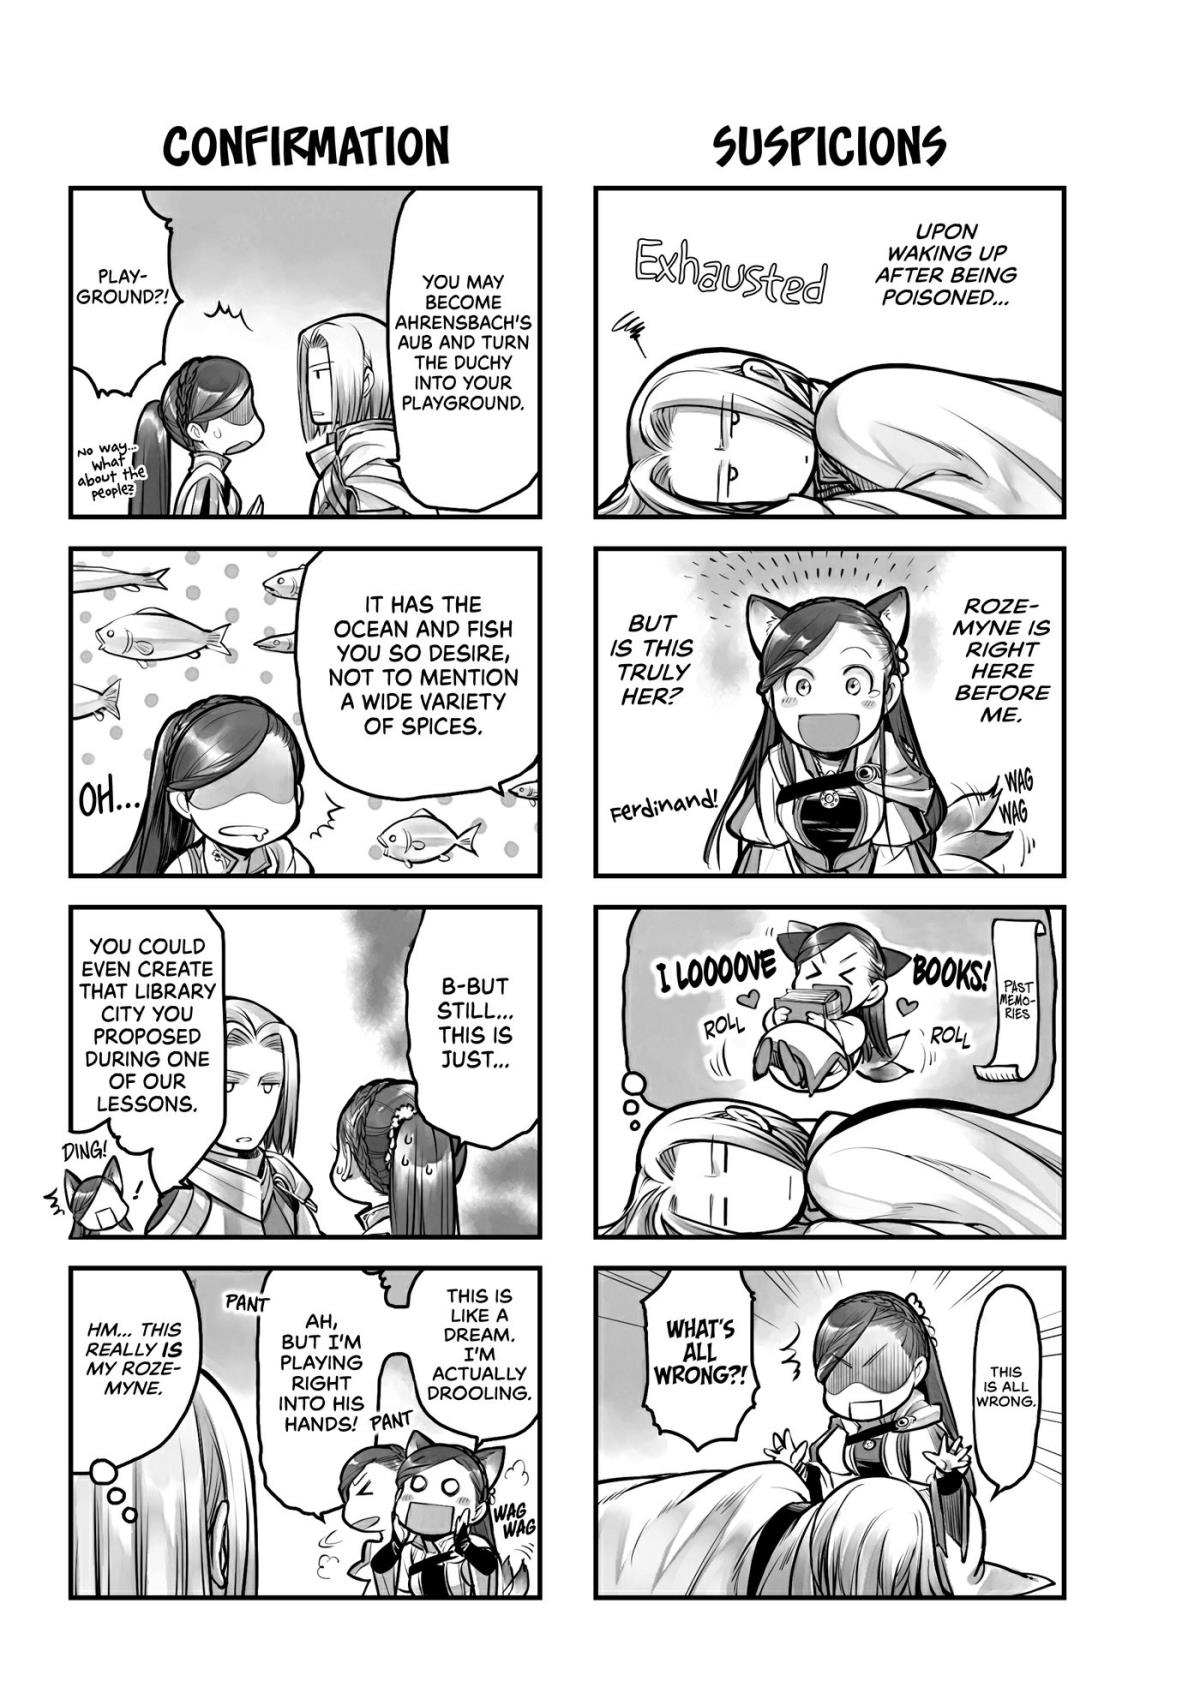 SUSPICIONS
UPON
WAKING UP
AFTER BEING
POISONED...
Exhausted
ROZE-
MYNE IS
RIGHT
HERE
BEFORE
ME.
BUT
IS THIS
TRULY
HER?
Ferdinand!
WAG
WAG
I LOOOOVE
BOOKS!
PAST
MEMO-
RIES
ROLL
ROLL
THIS
IS ALL
WRONG.
WHAT'S
ALL
WRONG?!
CONFIRMATION
YOU MAY
BECOME
AHRENSBACH'S
AUB AND TURN
THE DUCHY
INTO YOUR
PLAYGROUND.
PLAY-
GROUND?!
No way...
what
about the
people?
IT HAS THE
OCEAN AND FISH
YOU SO DESIRE,
NOT TO MENTION
A WIDE VARIETY
OF SPICES.
OH...
B-BUT
STILL...
THIS IS
JUST...
YOU COULD
EVEN CREATE
THAT LIBRARY
CITY YOU
PROPOSED
DURING ONE
OF OUR
LESSONS.
DING!
!
THIS IS
LIKE A
DREAM.
I'M
ACTUALLY
DROOLING.
PANT
AH,
BUT I'M
PLAYING
RIGHT
INTO HIS
HANDS!
PANT
WAG
WAG
HM... THIS
REALLY IS
MY ROZE-
MYNE.